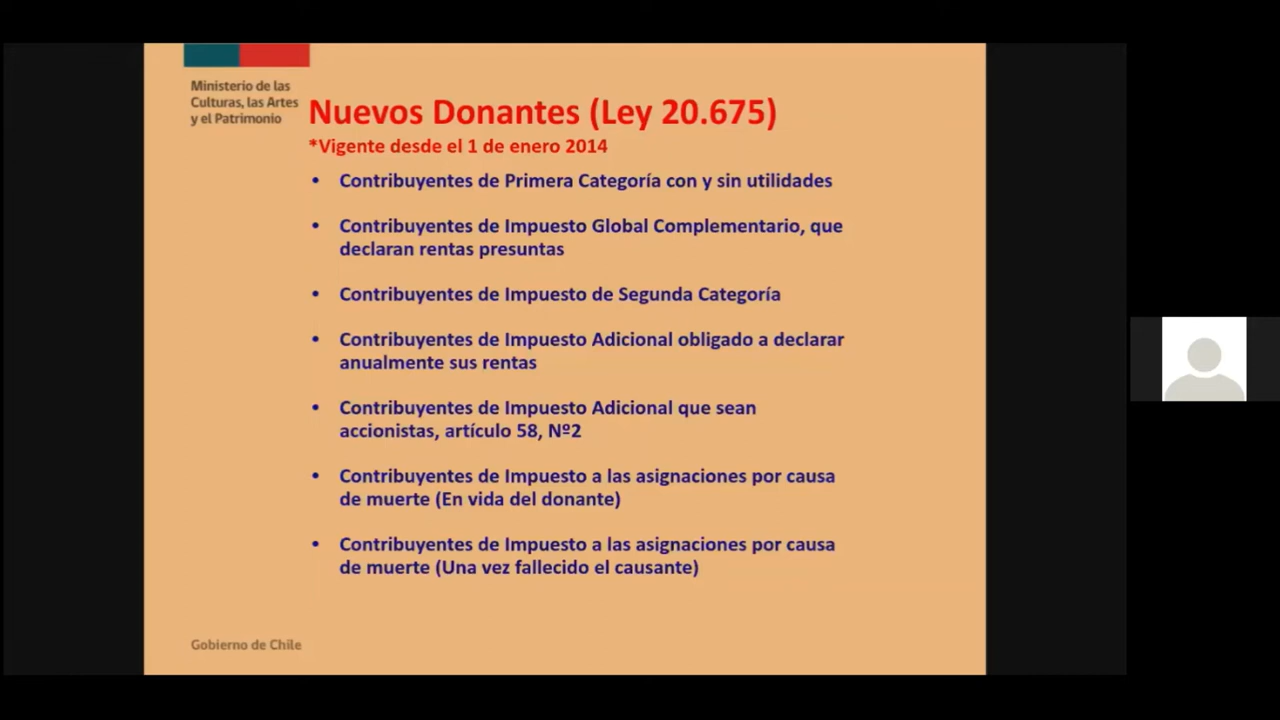 Ministerio de las
Culturas, las Artes
y el Patrimonio
Nuevos Donantes (Ley 20.675)
*Vigente desde el 1 de enero 2014
• Contribuyentes de Primera Categoría con y sin utilidades
• Contribuyentes de Impuesto Global Complementario, que
declaran rentas presuntas
• Contribuyentes de Impuesto de Segunda Categoría
• Contribuyentes de Impuesto Adicional obligado a declarar
anualmente sus rentas
• Contribuyentes de Impuesto Adicional que sean
accionistas, artículo 58, Nº2
• Contribuyentes de Impuesto a las asignaciones por causa
de muerte (En vida del donante)
• Contribuyentes de Impuesto a las asignaciones por causa
de muerte (Una vez fallecido el causante)
Gobierno de Chile